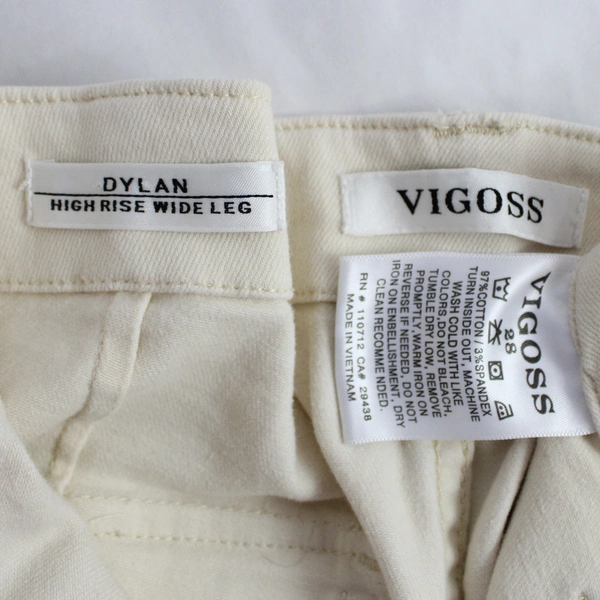 DYLAN
HIGH RISE WIDE LEG
VIGOSS
VIGOSS
28
97%COTTON / 3%SPANDEX
TURN INSIDE OUT, MACHINE
WASH COLD WITH LIKE
COLORS,DO NOT BLEACH.
TUMBLE DRY LOW, REMOVE
PROMPTLY.WARM IRON ON
REVERSE IF NEEDED, DO NOT
IRON ON EMBELLISHMENT, DRY
CLEAN RECOMMENDED.
RN # 110712 CA# 29438
MADE IN VIETNAM